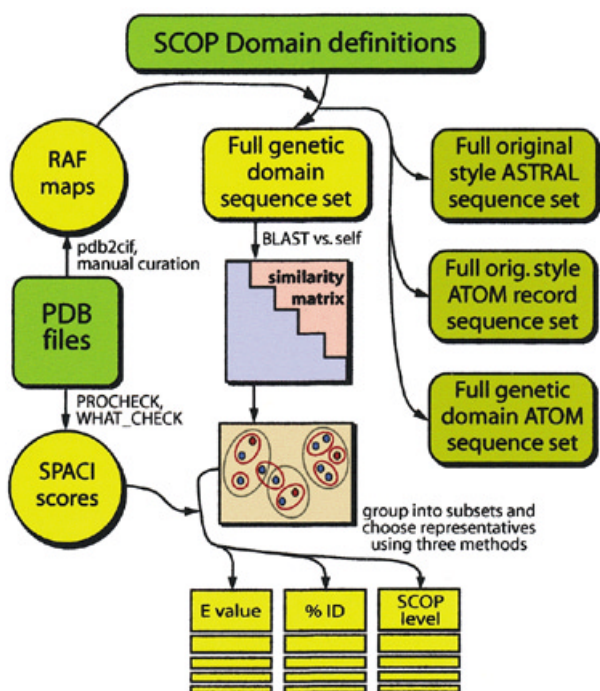 SCOP Domain definitions
RAF
maps
Full genetic
domain
sequence set
Full original
style ASTRAL
sequence set
pdb2cif,
manual curation
BLAST vs. self
similarity
matrix
Full orig. style
ATOM record
sequence set
PDB
files
PROCHECK,
WHAT_CHECK
Full genetic
domain ATOM
sequence set
SPACI
scores
group into subsets and
choose representatives
using three methods
E value
% ID
SCOP
level